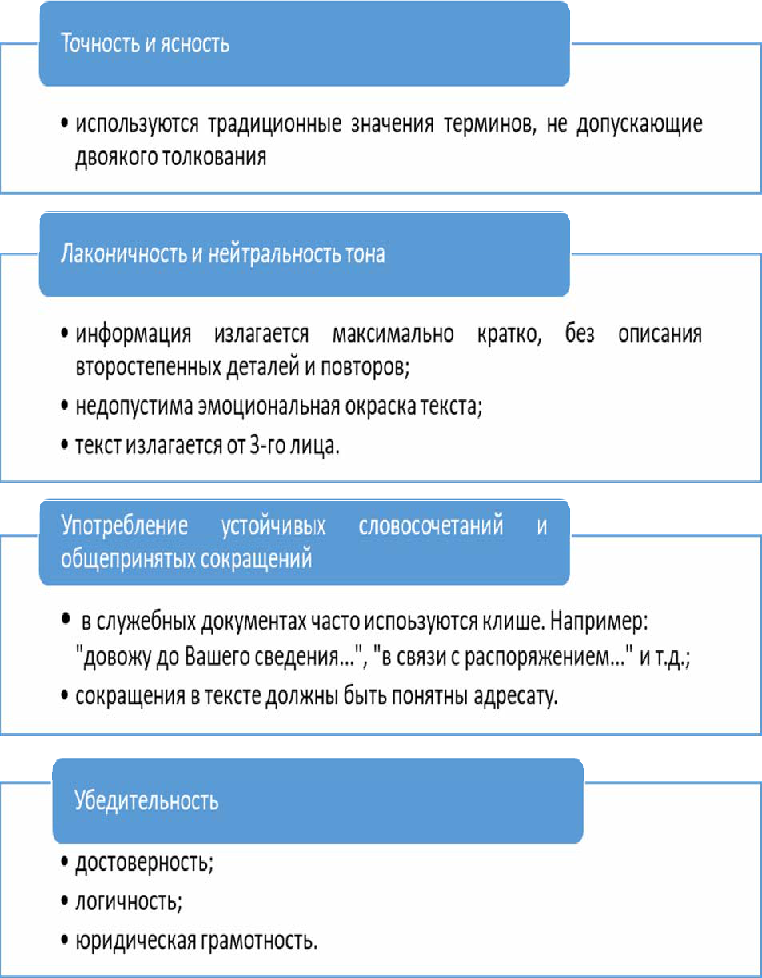 Точность и ясность
• используются традиционные значения терминов, не допускающие
двоякого толкования
Лаконичность и нейтральность тона
• информация излагается максимально кратко, без описания
второстепенных деталей и повторов;
• недопустима эмоциональная окраска текста;
• текст излагается от 3-го лица.
Употребление устойчивых словосочетаний и
общепринятых сокращений
• в служебных документах часто испоьзуются клише. Например:
"довожу до Вашего сведения...", "в связи с распоряжением..." и т.д.;
• сокращения в тексте должны быть понятны адресату.
Убедительность
• достоверность;
• логичность;
• юридическая грамотность.